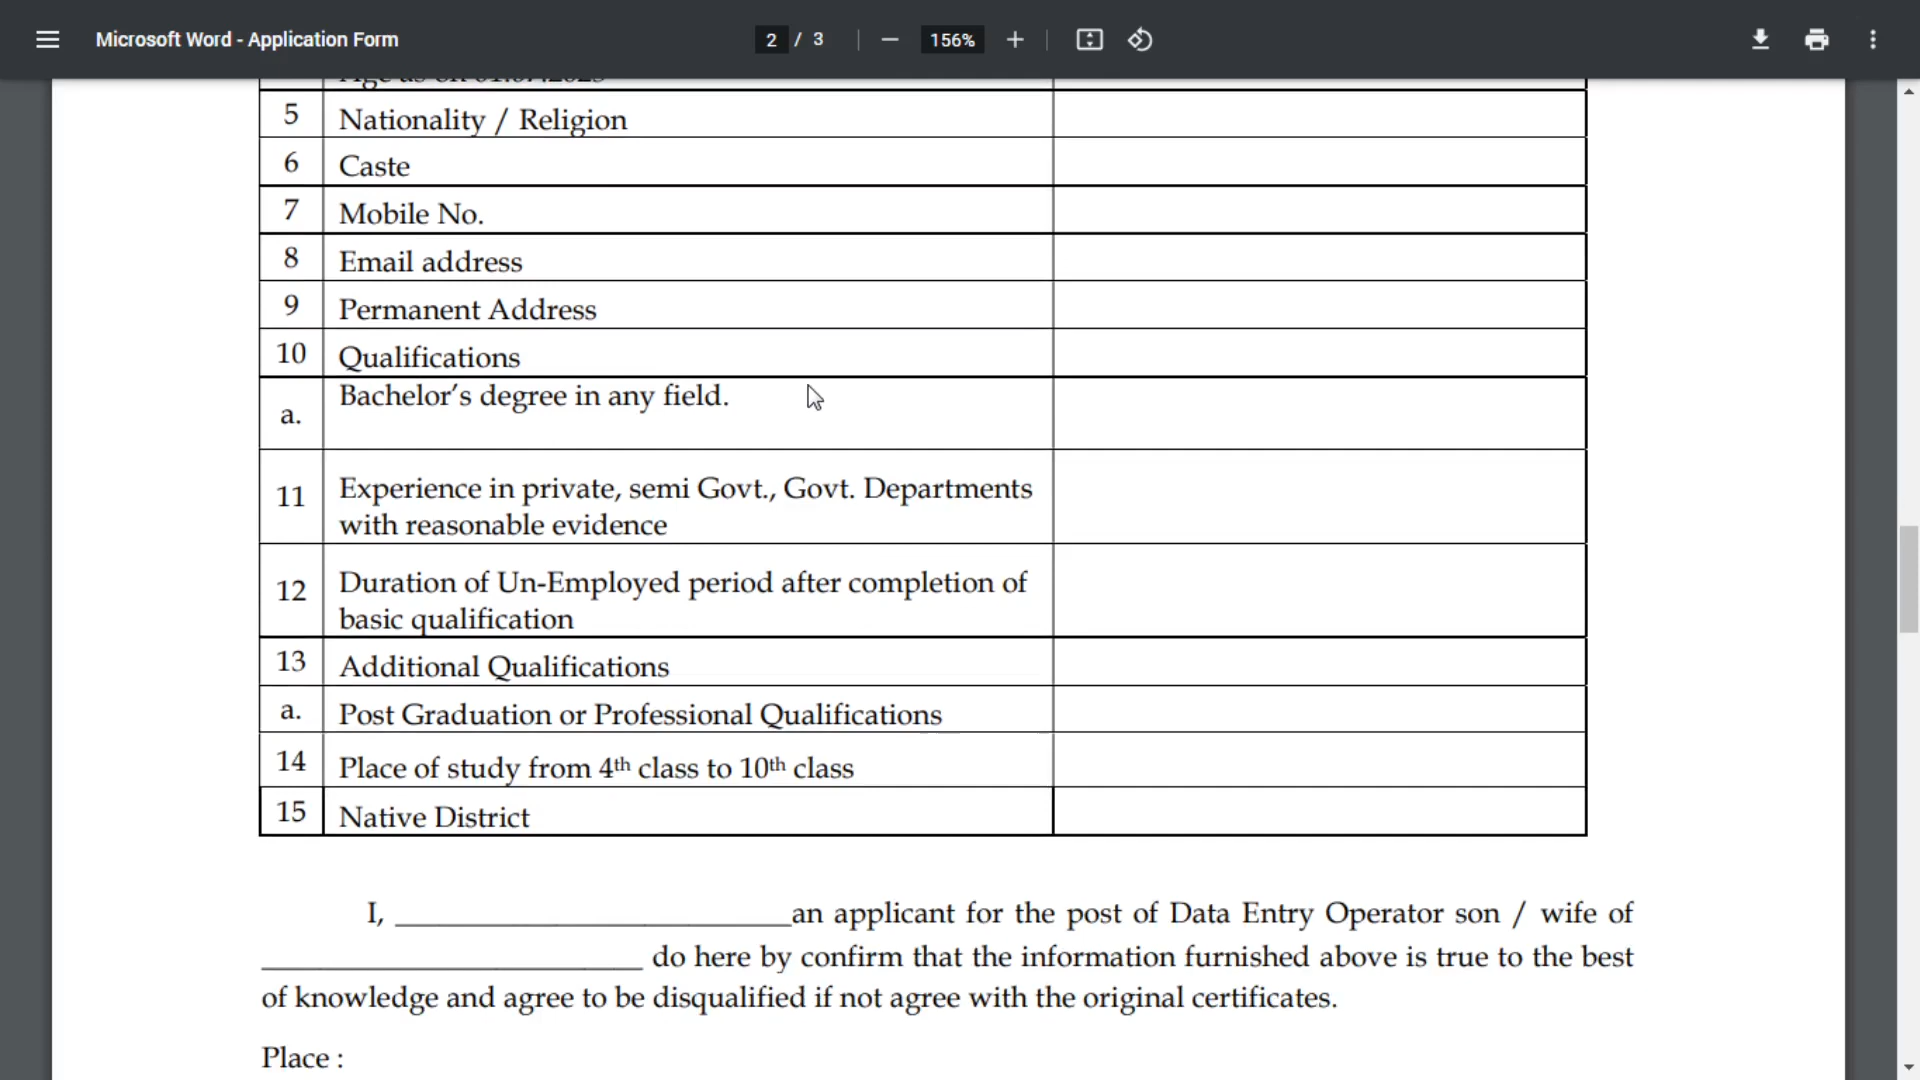 Microsoft Word - Application Form
2 / 3
156%
5 Nationality / Religion
6 Caste
7 Mobile No.
8 Email address
9 Permanent Address
10 Qualifications
a. Bachelor’s degree in any field.
11 Experience in private, semi Govt., Govt. Departments
with reasonable evidence
12 Duration of Un-Employed period after completion of
basic qualification
13 Additional Qualifications
a. Post Graduation or Professional Qualifications
14 Place of study from 4th class to 10th class
15 Native District
I, ___________________________an applicant for the post of Data Entry Operator son / wife of
__________________________ do here by confirm that the information furnished above is true to the best
of knowledge and agree to be disqualified if not agree with the original certificates.
Place :